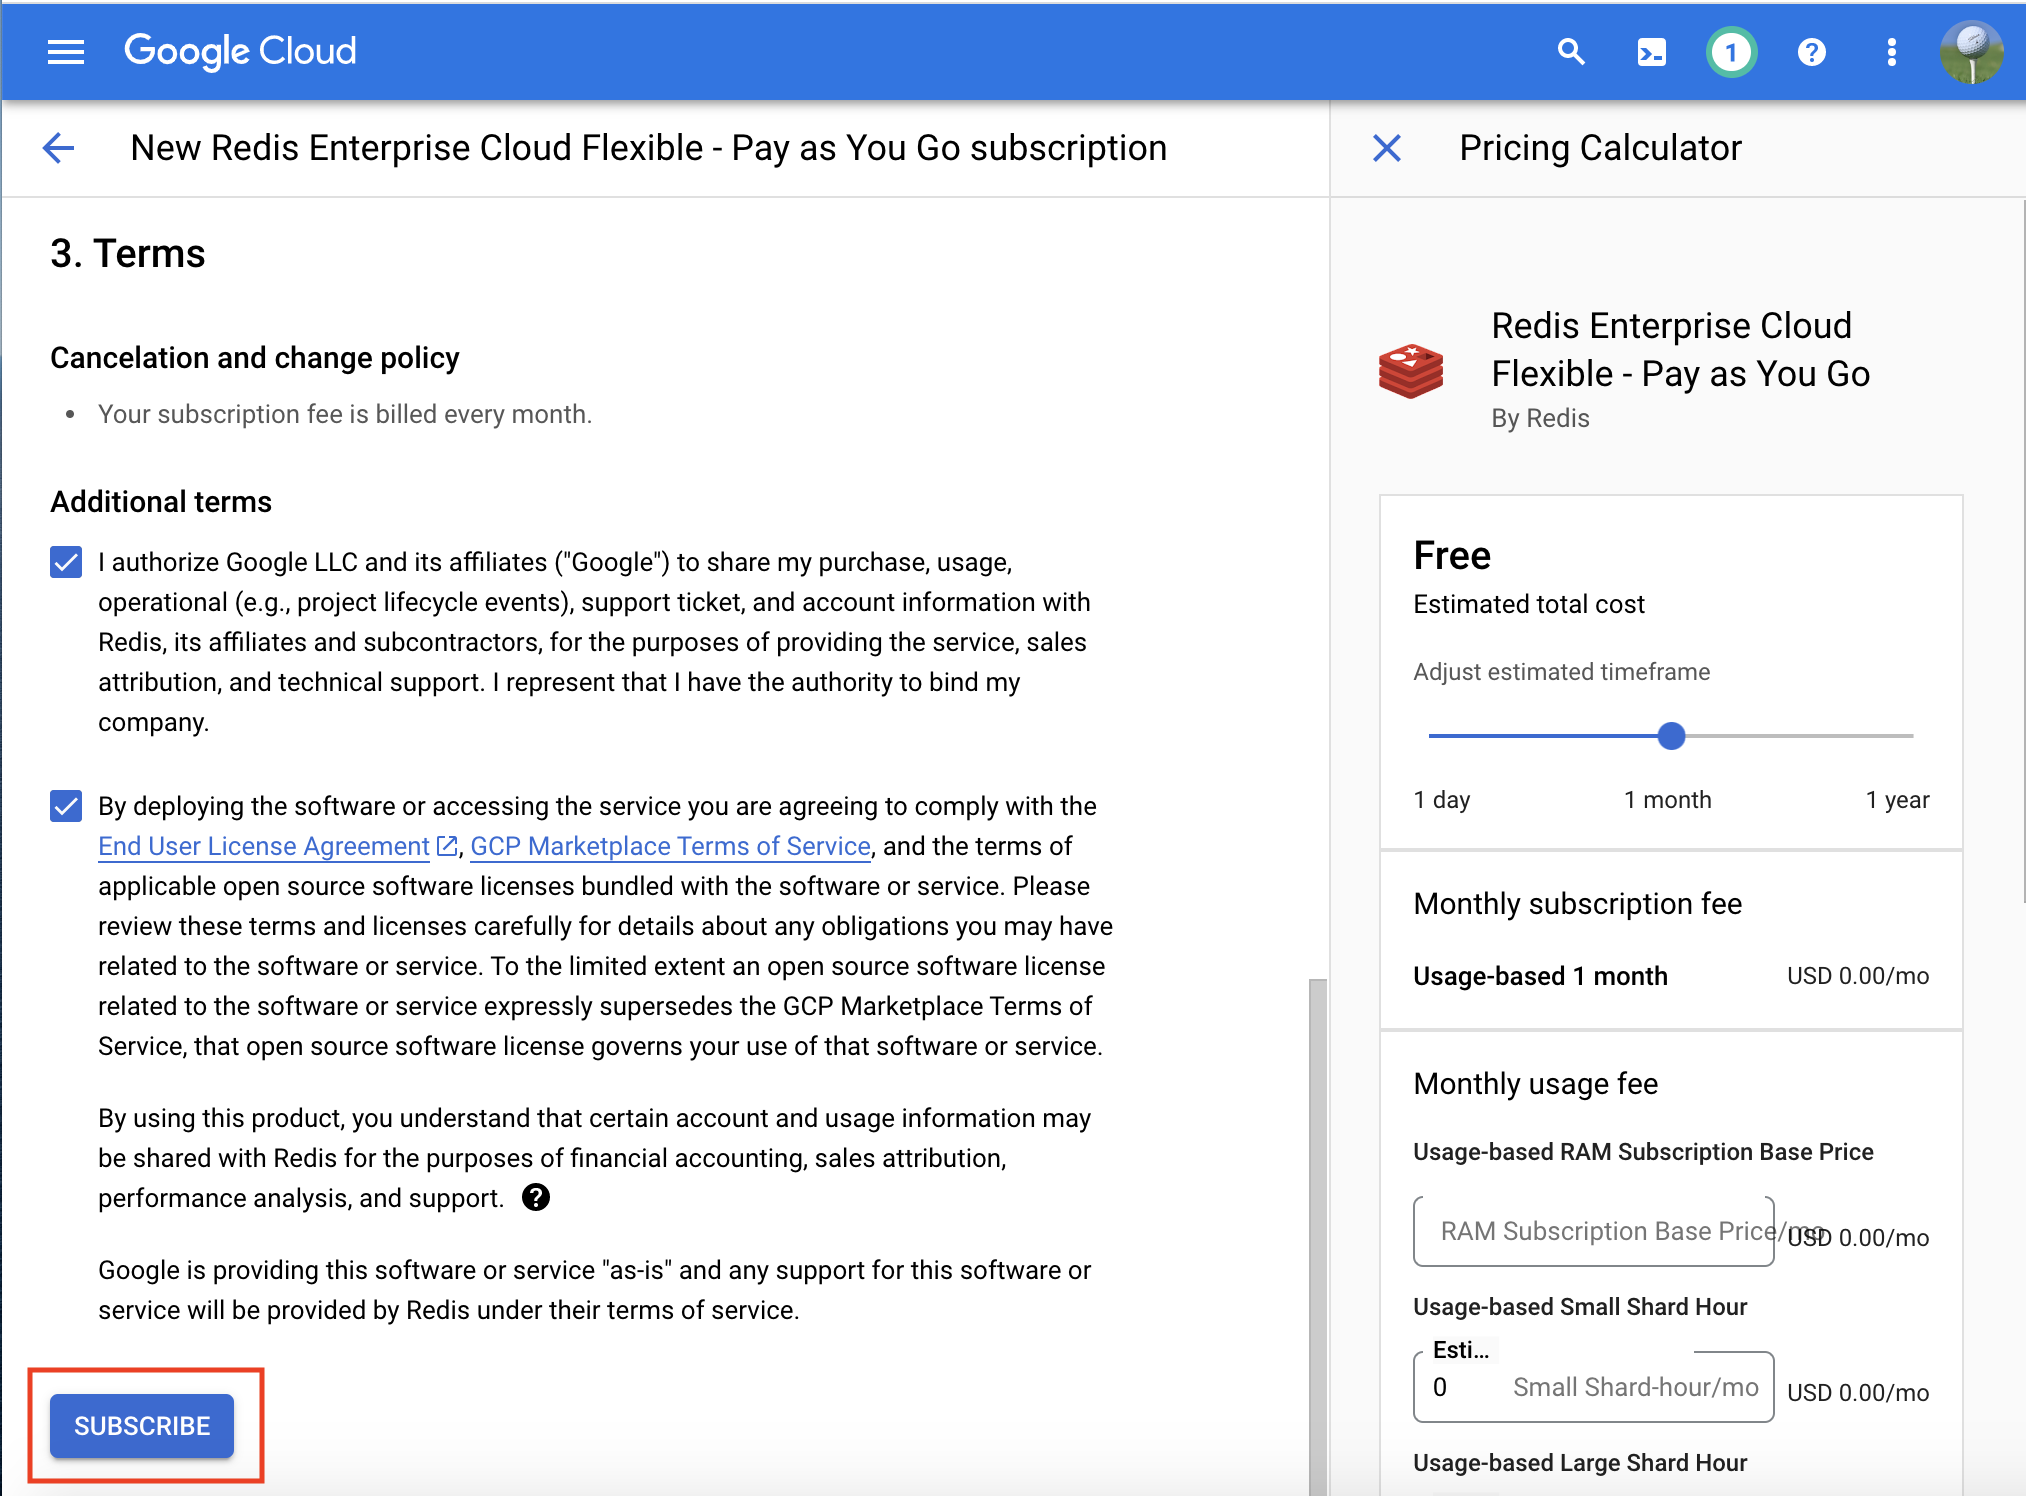 Google Cloud
1
New Redis Enterprise Cloud Flexible - Pay as You Go subscription
3. Terms
Cancelation and change policy
• Your subscription fee is billed every month.
Additional terms
I authorize Google LLC and its affiliates ("Google") to share my purchase, usage,
operational (e.g., project lifecycle events), support ticket, and account information with
Redis, its affiliates and subcontractors, for the purposes of providing the service, sales
attribution, and technical support. I represent that I have the authority to bind my
company.
By deploying the software or accessing the service you are agreeing to comply with the
End User License Agreement, GCP Marketplace Terms of Service, and the terms of
applicable open source software licenses bundled with the software or service. Please
review these terms and licenses carefully for details about any obligations you may have
related to the software or service. To the limited extent an open source software license
related to the software or service expressly supersedes the GCP Marketplace Terms of
Service, that open source software license governs your use of that software or service.
By using this product, you understand that certain account and usage information may
be shared with Redis for the purposes of financial accounting, sales attribution,
performance analysis, and support.
Google is providing this software or service "as-is" and any support for this software or
service will be provided by Redis under their terms of service.
SUBSCRIBE
Pricing Calculator
Redis Enterprise Cloud
Flexible - Pay as You Go
By Redis
Free
Estimated total cost
Adjust estimated timeframe
1 day 1 month 1 year
Monthly subscription fee
Usage-based 1 month USD 0.00/mo
Monthly usage fee
Usage-based RAM Subscription Base Price
RAM Subscription Base Price/mo USD 0.00/mo
Usage-based Small Shard Hour
Esti...
0 Small Shard-hour/mo USD 0.00/mo
Usage-based Large Shard Hour